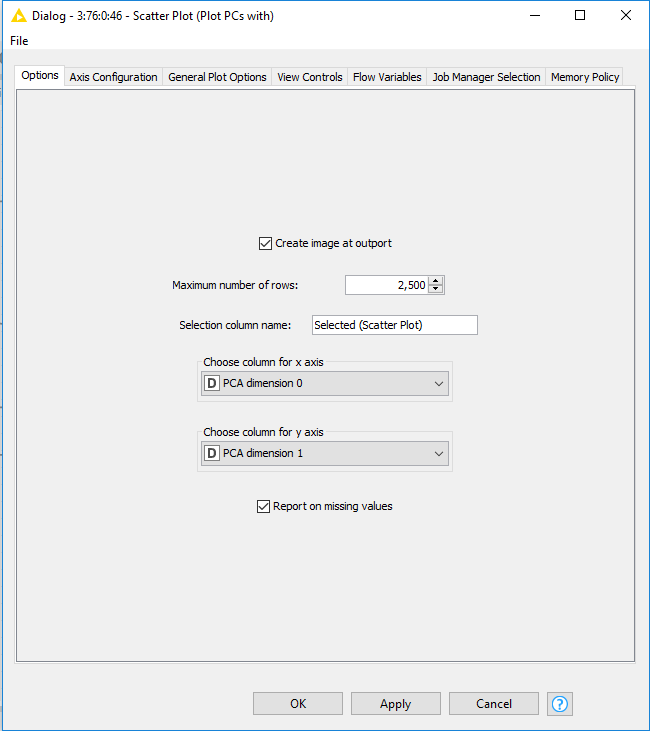 Dialog - 3:76:0:46 - Scatter Plot (Plot PCs with)
File
Options Axis Configuration General Plot Options View Controls Flow Variables Job Manager Selection Memory Policy
Create image at outport
Maximum number of rows: 2,500
Selection column name: Selected (Scatter Plot)
Choose column for x axis
D PCA dimension 0
Choose column for y axis
D PCA dimension 1
Report on missing values
OK Apply Cancel ?